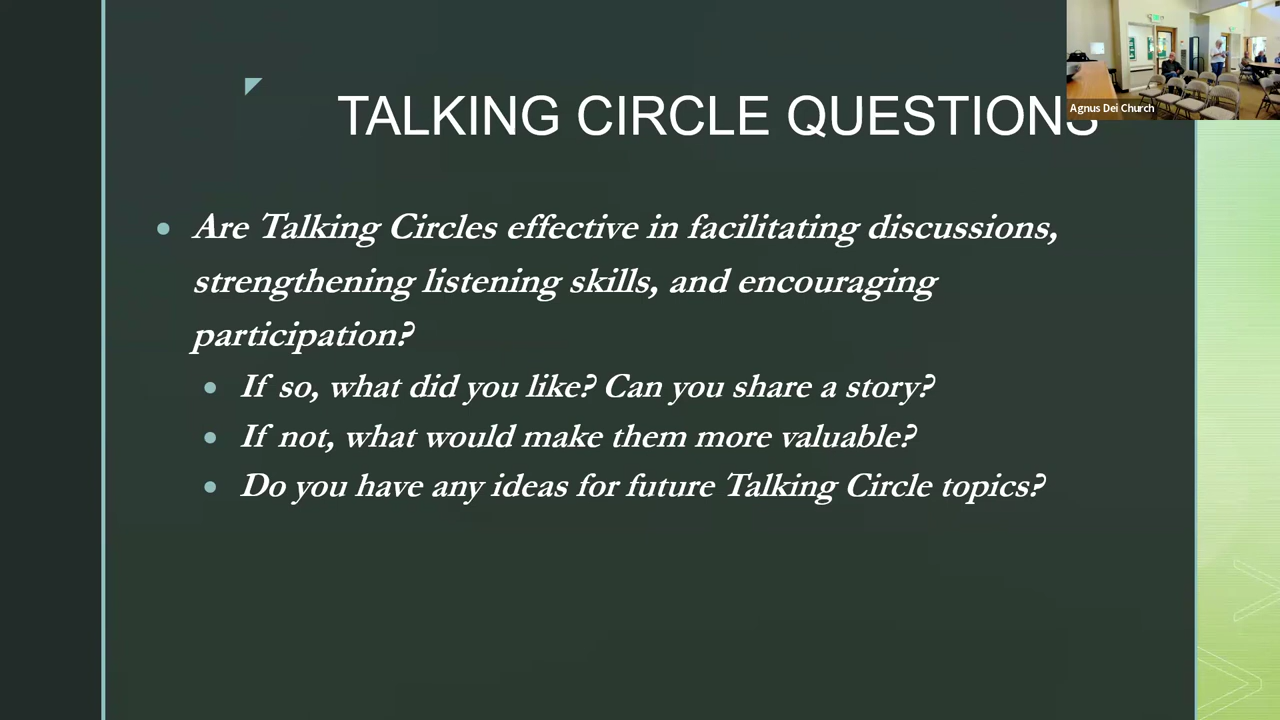 TALKING CIRCLE QUESTIONS
Agnus Dei Church
• Are Talking Circles effective in facilitating discussions,
strengthening listening skills, and encouraging
participation?
• If so, what did you like? Can you share a story?
• If not, what would make them more valuable?
• Do you have any ideas for future Talking Circle topics?